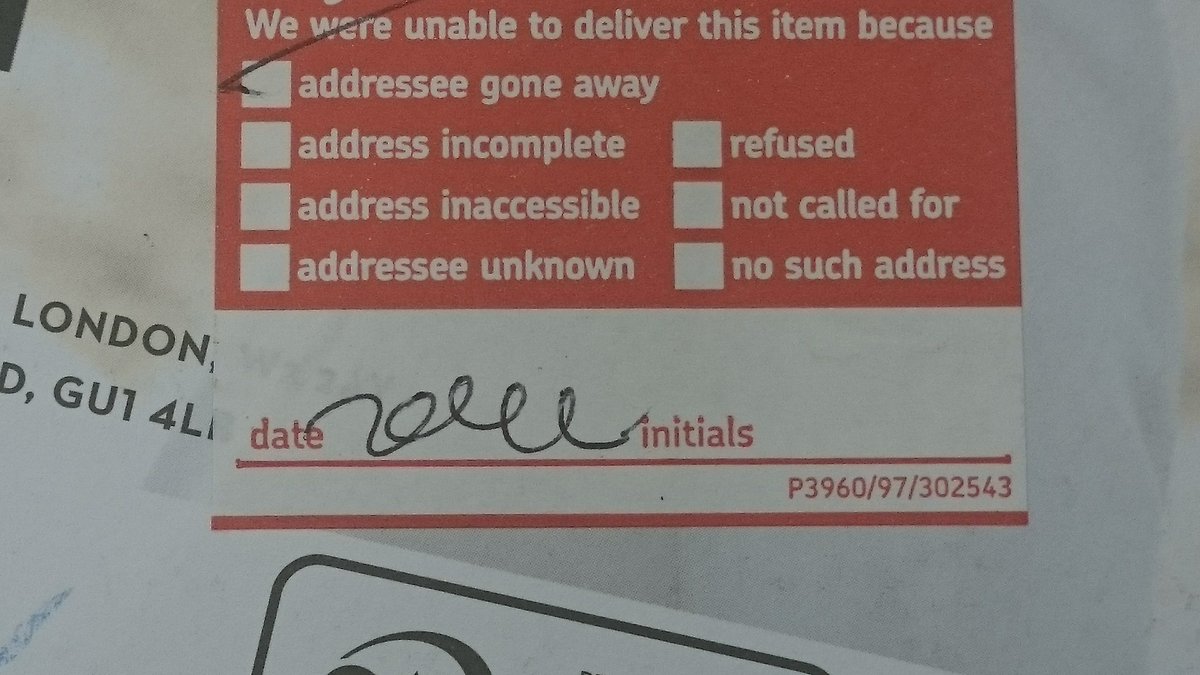 We were unable to deliver this item because
addressee gone away
address incomplete
refused
address inaccessible
not called for
addressee unknown
no such address
LONDON,
D, GU1 4L
date
initials
P3960/97/302543